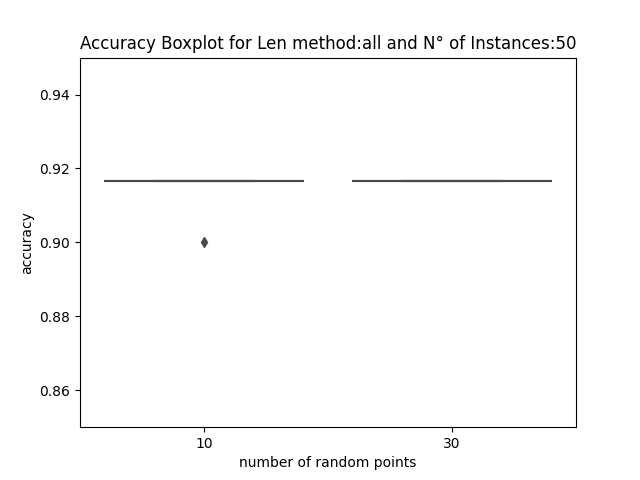 Accuracy Boxplot for Len method:all and N° of Instances:50
0.94
0.92
0.90
0.88
0.86
accuracy
10 30
number of random points